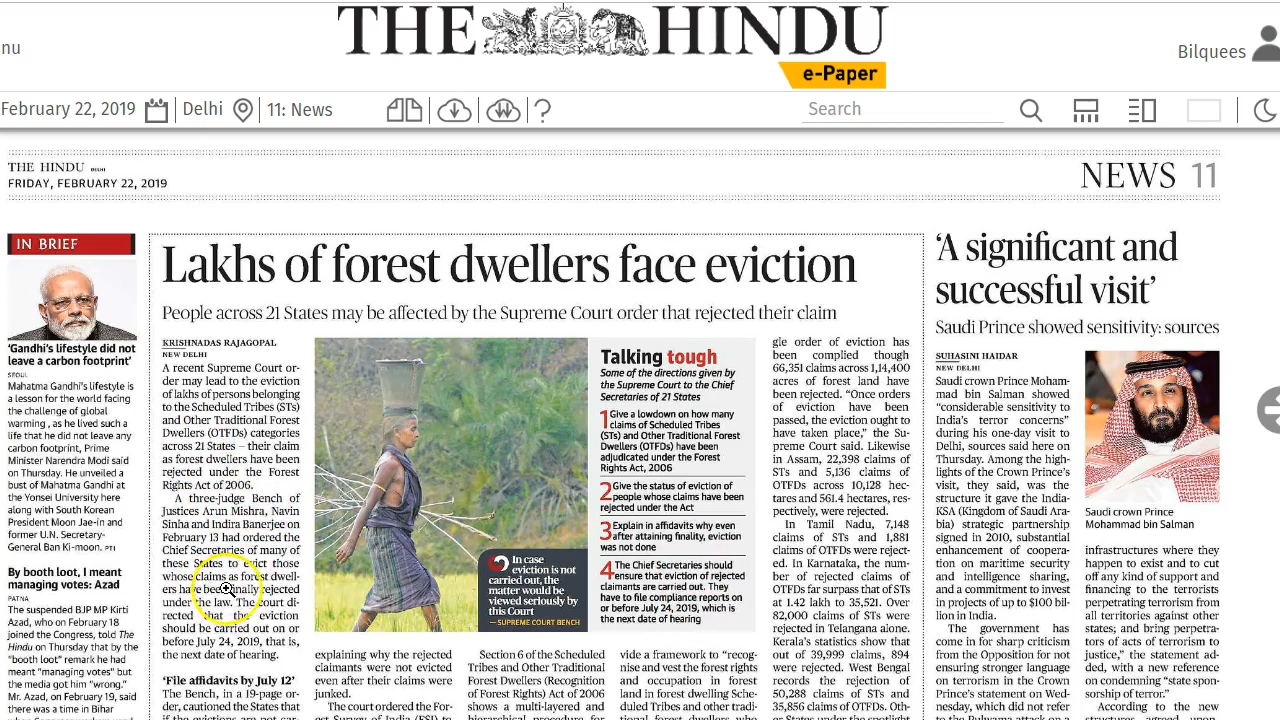 THE HINDU
e-Paper
nu
Bilquees
February 22, 2019
Delhi
11: News
?
Search
THE HINDU
DELHI
FRIDAY, FEBRUARY 22, 2019
NEWS 11
IN BRIEF
'Gandhi's lifestyle did not
leave a carbon footprint'
SEOUL
Mahatma Gandhi's lifestyle is
a lesson for the world facing
the challenge of global
warming , as he lived such a
life that he did not leave any
carbon footprint, Prime
Minister Narendra Modi said
on Thursday. He unveiled a
bust of Mahatma Gandhi at
the Yonsei University here
along with South Korean
President Moon Jae-in and
former U.N. Secretary-
General Ban Ki-moon. PTI
By booth loot, I meant
managing votes: Azad
PATNA
The suspended BJP MP Kirti
Azad, who on February 18
joined the Congress, told The
Hindu on Thursday that by the
"booth loot" remark he had
meant "managing votes" but
the media got him "wrong."
Mr. Azad, on February 19, said
there was a time in Bihar
Lakhs of forest dwellers face eviction
People across 21 States may be affected by the Supreme Court order that rejected their claim
KRISHNADAS RAJAGOPAL
NEW DELHI
A recent Supreme Court or-
der may lead to the eviction
of lakhs of persons belonging
to the Scheduled Tribes (STs)
and Other Traditional Forest
Dwellers (OTFDs) categories
across 21 States – their claim
as forest dwellers have been
rejected under the Forest
Rights Act of 2006.
A three-judge Bench of
Justices Arun Mishra, Navin
Sinha and Indira Banerjee on
February 13 had ordered the
Chief Secretaries of many of
these States to evict those
whose claims as forest dwell-
ers have been finally rejected
under the law. The court di-
rected that the eviction
should be carried out on or
before July 24, 2019, that is,
the next date of hearing.
'File affidavits by July 12'
The Bench, in a 19-page or-
der, cautioned the States that
if the evictions are not car-
In case
eviction is not
carried out, the
matter would be
viewed seriously by
this Court
– SUPREME COURT BENCH
Talking tough
Some of the directions given by
the Supreme Court to the Chief
Secretaries of 21 States
1 Give a lowdown on how many
claims of Scheduled Tribes
(STs) and Other Traditional Forest
Dwellers (OTFDs) have been
adjudicated under the Forest
Rights Act, 2006
2 Give the status of eviction of
people whose claims have been
rejected under the Act
3 Explain in affidavits why even
after attaining finality, eviction
was not done
4 The Chief Secretaries should
ensure that eviction of rejected
claimants are carried out. They
have to file compliance reports on
or before July 24, 2019, which is
the next date of hearing
explaining why the rejected
claimants were not evicted
even after their claims were
junked.
The court ordered the For-
est Survey of India (FSI) to
Section 6 of the Scheduled
Tribes and Other Traditional
Forest Dwellers (Recognition
of Forest Rights) Act of 2006
shows a multi-layered and
hierarchical procedure for
vide a framework to "recog-
nise and vest the forest rights
and occupation in forest
land in forest dwelling Sche-
duled Tribes and other tradi-
tional forest dwellers who
gle order of eviction has
been complied though
66,351 claims across 1,14,400
acres of forest land have
been rejected. "Once orders
of eviction have been
passed, the eviction ought to
have taken place," the Su-
preme Court said. Likewise
in Assam, 22,398 claims of
STs and 5,136 claims of
OTFDs across 10,128 hec-
tares and 561.4 hectares, res-
pectively, were rejected.
In Tamil Nadu, 7,148
claims of STs and 1,881
claims of OTFDs were reject-
ed. In Karnataka, the num-
ber of rejected claims of
OTFDs far surpass that of STs
at 1.42 lakh to 35,521. Over
82,000 claims of STs were
rejected in Telangana alone.
Kerala's statistics show that
out of 39,999 claims, 894
were rejected. West Bengal
records the rejection of
50,288 claims of STs and
35,856 claims of OTFDs. Oth-
er States under the spotlight
'A significant and
successful visit'
Saudi Prince showed sensitivity: sources
SUHASINI HAIDAR
NEW DELHI
Saudi crown Prince Moham-
mad bin Salman showed
"considerable sensitivity to
India's terror concerns"
during his one-day visit to
Delhi, sources said here on
Thursday. Among the high-
lights of the Crown Prince's
visit, they said, was the
structure it gave the India-
KSA (Kingdom of Saudi Ara-
bia) strategic partnership
signed in 2010, substantial
enhancement of coopera-
tion on maritime security
and intelligence sharing,
and a commitment to invest
in projects of up to $100 bil-
lion in India.
The government has
come in for sharp criticism
from the Opposition for not
ensuring stronger language
on terrorism in the Crown
Prince's statement on Wed-
nesday, which did not refer
to the Pulwama attack on a
Saudi crown Prince
Mohammad bin Salman
infrastructures where they
happen to exist and to cut
off any kind of support and
financing to the terrorists
perpetrating terrorism from
all territories against other
states; and bring perpetra-
tors of acts of terrorism to
justice," the statement ad-
ded, with a new reference
on condemning "state spon-
sorship of terror."
According to the new
structures agreed upon